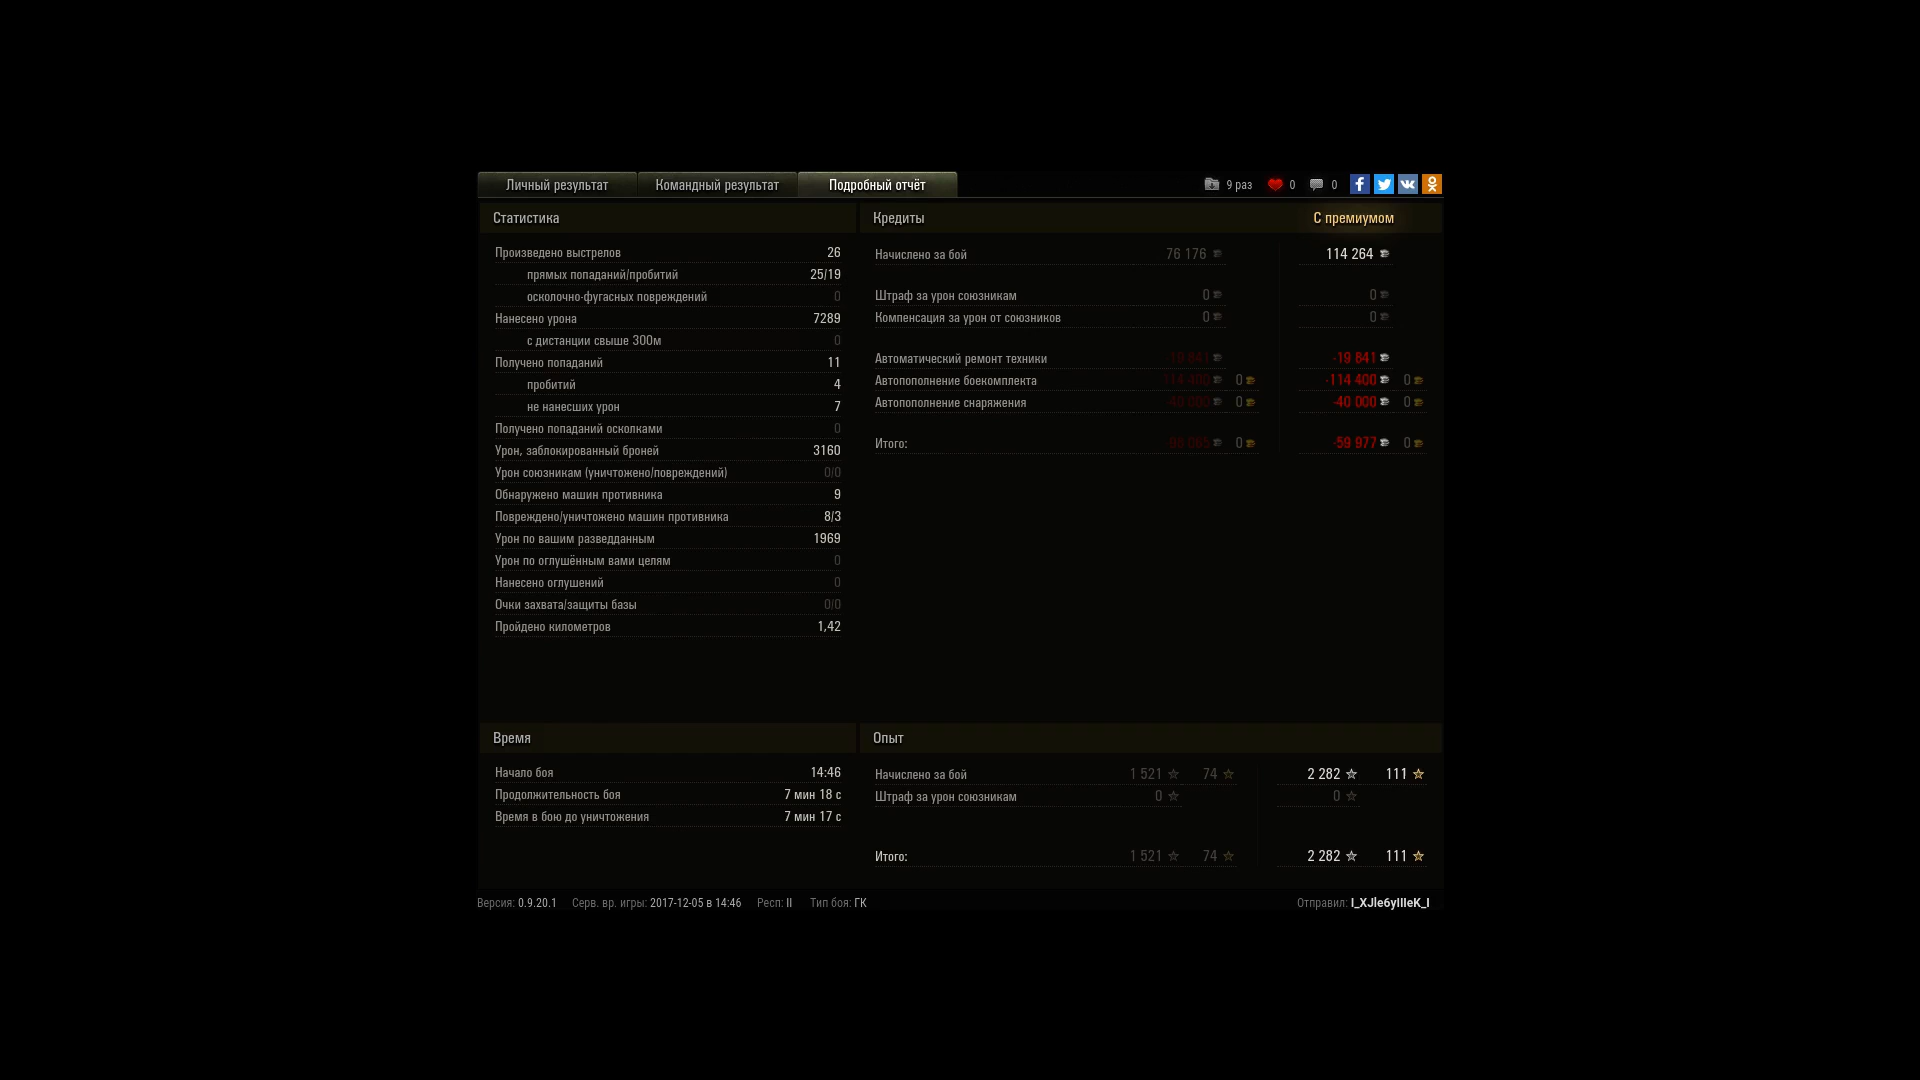 Личный результат Командный результат Подробный отчёт 9 раз 0 0
Статистика
Произведено выстрелов 26
прямых попаданий/пробитий 25/19
осколочно-фугасных повреждений 0
Нанесено урона 7289
с дистанции свыше 300м 0
Получено попаданий 11
пробитий 4
не нанесших урон 7
Получено попаданий осколками 0
Урон, заблокированный броней 3160
Урон союзникам (уничтожено/повреждений) 0/0
Обнаружено машин противника 9
Повреждено/уничтожено машин противника 8/3
Урон по вашим разведданным 1969
Урон по оглушённым вами целям 0
Нанесено оглушений 0
Очки захвата/защиты базы 0/0
Пройдено километров 1,42
Кредиты С премиумом
Начислено за бой 76 176 114 264
Штраф за урон союзникам 0 0
Компенсация за урон от союзников 0 0
Автоматический ремонт техники 19 841 -19 841
Автопополнение боекомплекта 114 400 0 -114 400 0
Автопополнение снаряжения 40 000 0 -40 000 0
Итого: 98 065 0 -59 977 0
Время
Начало боя 14:46
Продолжительность боя 7 мин 18 с
Время в бою до уничтожения 7 мин 17 с
Опыт
Начислено за бой 1 521 74 2 282 111
Штраф за урон союзникам 0 0
Итого: 1 521 74 2 282 111
Версия: 0.9.20.1 Серв. вр. игры: 2017-12-05 в 14:46 Респ: II Тип боя: ГК Отправил: I_XJle6yIIIeK_I